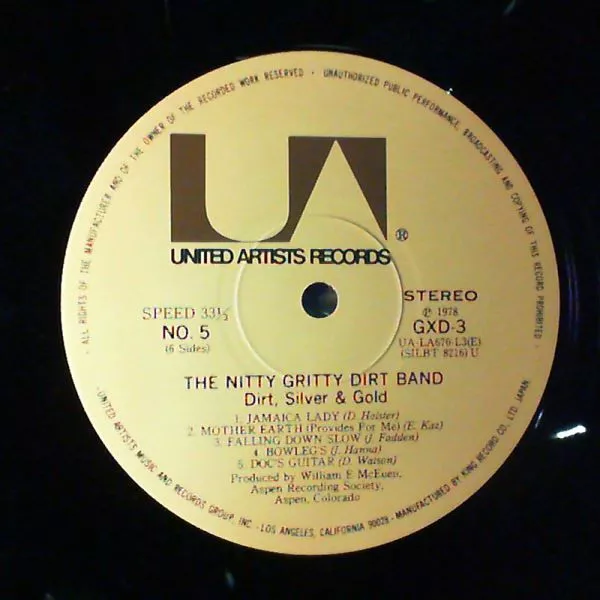 · ALL RIGHTS OF THE MANUFACTURER AND OF THE OWNER OF THE RECORDED WORK RESERVED · UNAUTHORIZED PUBLIC PERFORMANCE, BROADCASTING AND COPYING OF THIS RECORD PROHIBITED ·
UA®
UNITED ARTISTS RECORDS
SPEED 33⅓
NO. 5
(6 Sides)
STEREO
℗ 1978
GXD-3
UA-LA670-L3(E)
(SILBT 8216) U
THE NITTY GRITTY DIRT BAND
Dirt, Silver & Gold
1. JAMAICA LADY (D. Holster)
2. MOTHER EARTH (Provides For Me) (E. Kaz)
3. FALLING DOWN SLOW (J. Fadden)
4. BOWLEGS (J. Hanna)
5. DOC'S GUITAR (D. Watson)
Produced by William E McEuen,
Aspen Recording Society,
Aspen, Colorado
·UNITED ARTISTS MUSIC AND RECORDS GROUP, INC.·LOS ANGELES, CALIFORNIA 90028·MANUFACTURED BY KING RECORD CO., LTD. JAPAN.